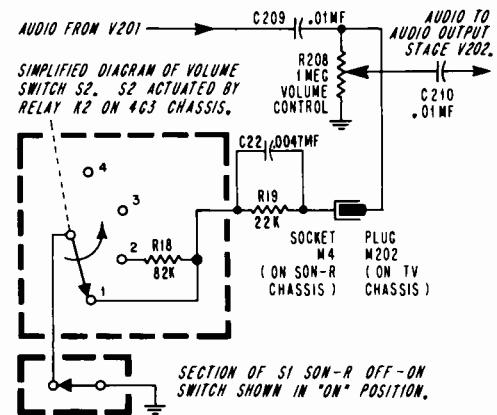 AUDIO FROM V201
C209 .01MF
AUDIO TO
AUDIO OUTPUT
STAGE V202.
R208
1 MEG
VOLUME
CONTROL
C210
.01MF
SIMPLIFIED DIAGRAM OF VOLUME
SWITCH S2. S2 ACTUATED BY
RELAY K2 ON 4G3 CHASSIS.
C22 .0047MF
4
3
R19
22K
2
R18
82K
1
SOCKET
M4
(ON SON-R
CHASSIS)
PLUG
M202
(ON TV
CHASSIS)
SECTION OF S1 SON-R OFF-ON
SWITCH SHOWN IN "ON" POSITION.